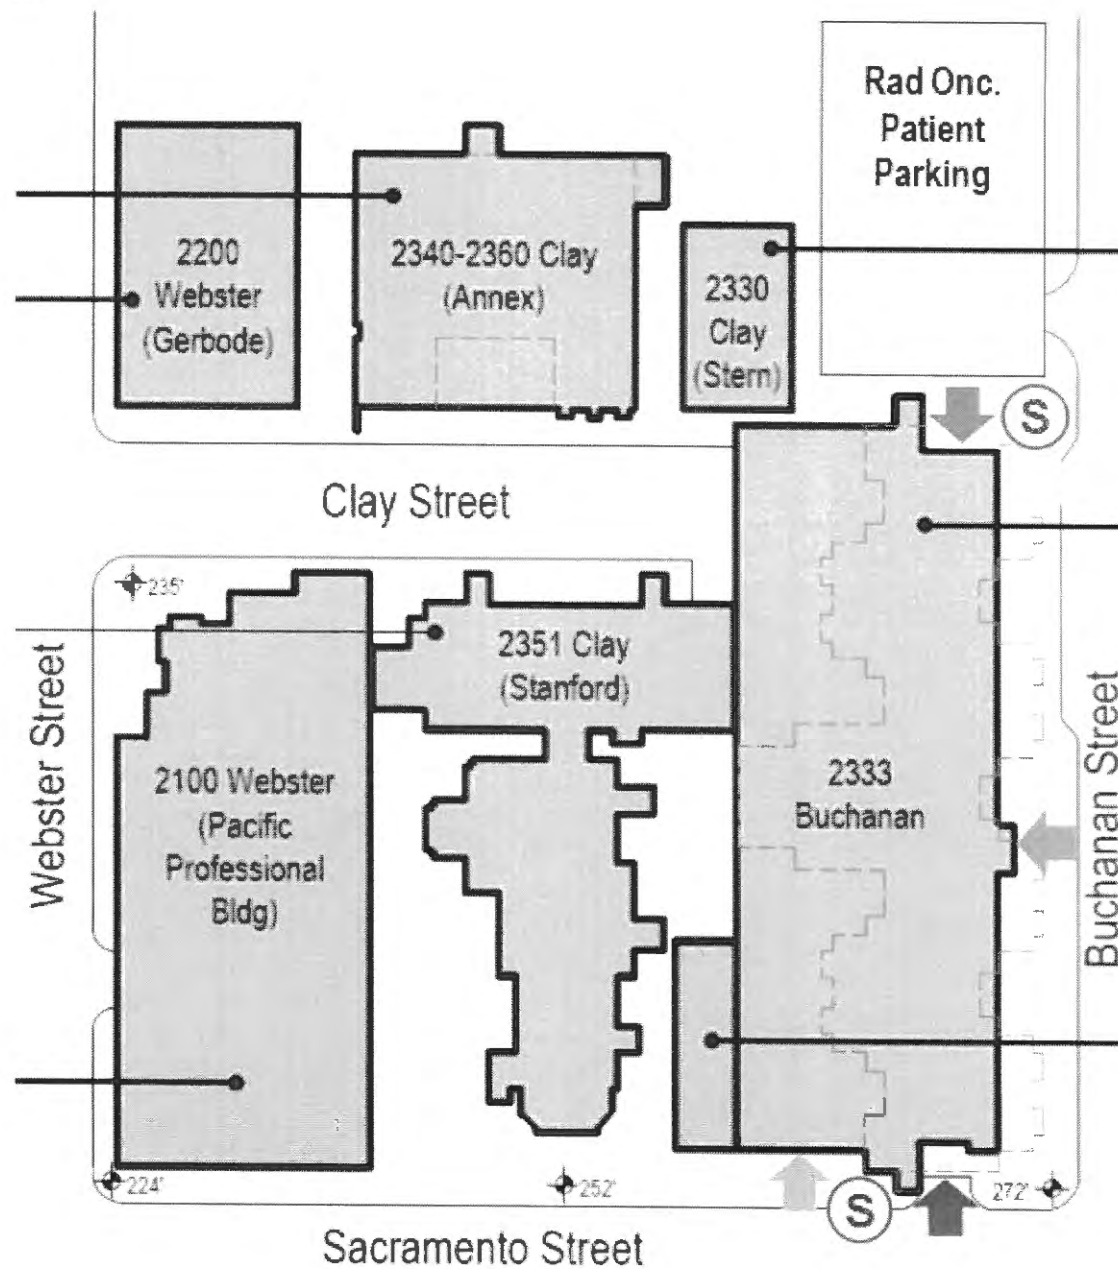 Rad Onc.
Patient
Parking
2200
Webster
(Gerbode)
2340-2360 Clay
(Annex)
2330
Clay
(Stern)
S
Clay Street
235'
2351 Clay
(Stanford)
Webster Street
2100 Webster
(Pacific
Professional
Bldg)
2333
Buchanan
Buchanan Street
224'
252'
S
272'
Sacramento Street